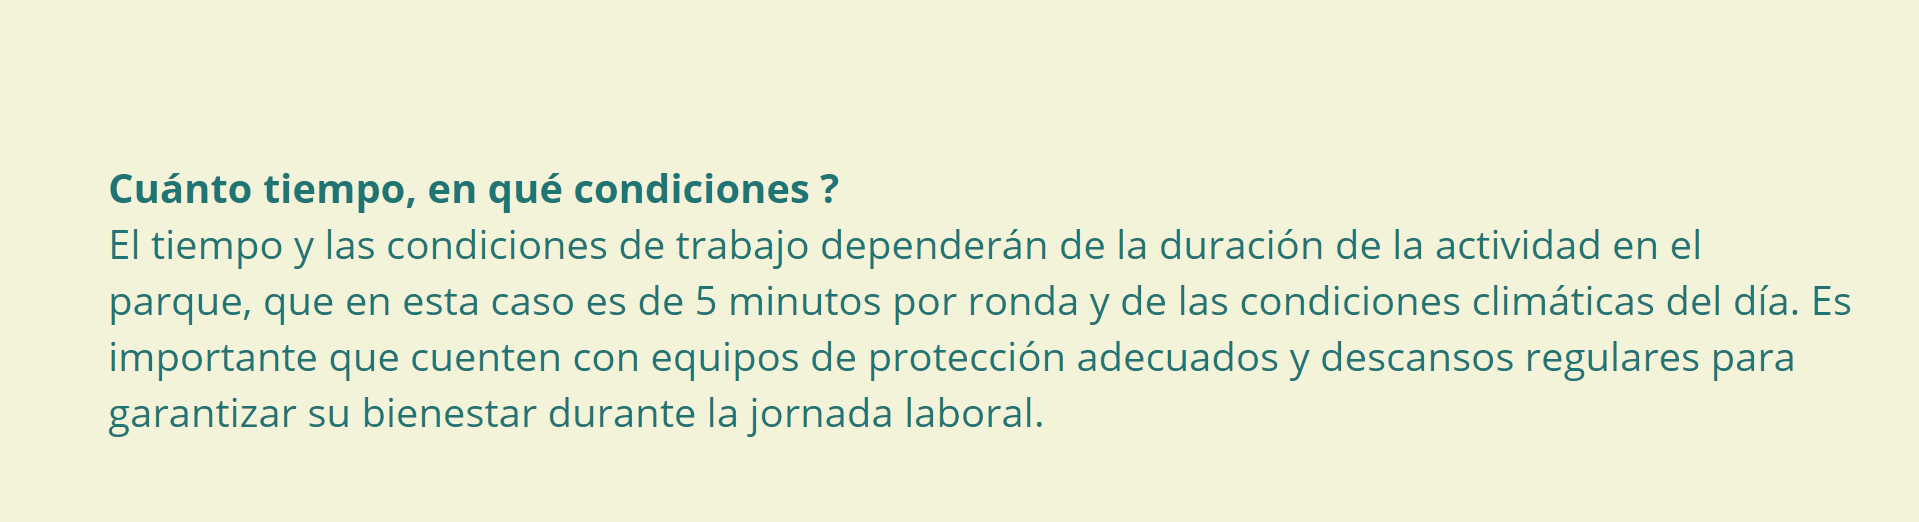 Cuánto tiempo, en qué condiciones ?
El tiempo y las condiciones de trabajo dependerán de la duración de la actividad en el
parque, que en esta caso es de 5 minutos por ronda y de las condiciones climáticas del día. Es
importante que cuenten con equipos de protección adecuados y descansos regulares para
garantizar su bienestar durante la jornada laboral.